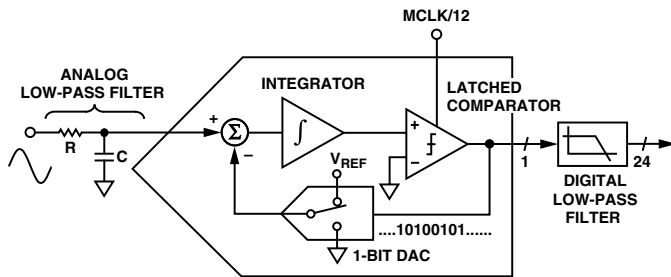 MCLK/12
ANALOG
LOW-PASS FILTER
INTEGRATOR
LATCHED
COMPARATOR
+
Σ
−
∫
+
−
R
C
1
24
VREF
DIGITAL
LOW-PASS
FILTER
....10100101......
1-BIT DAC